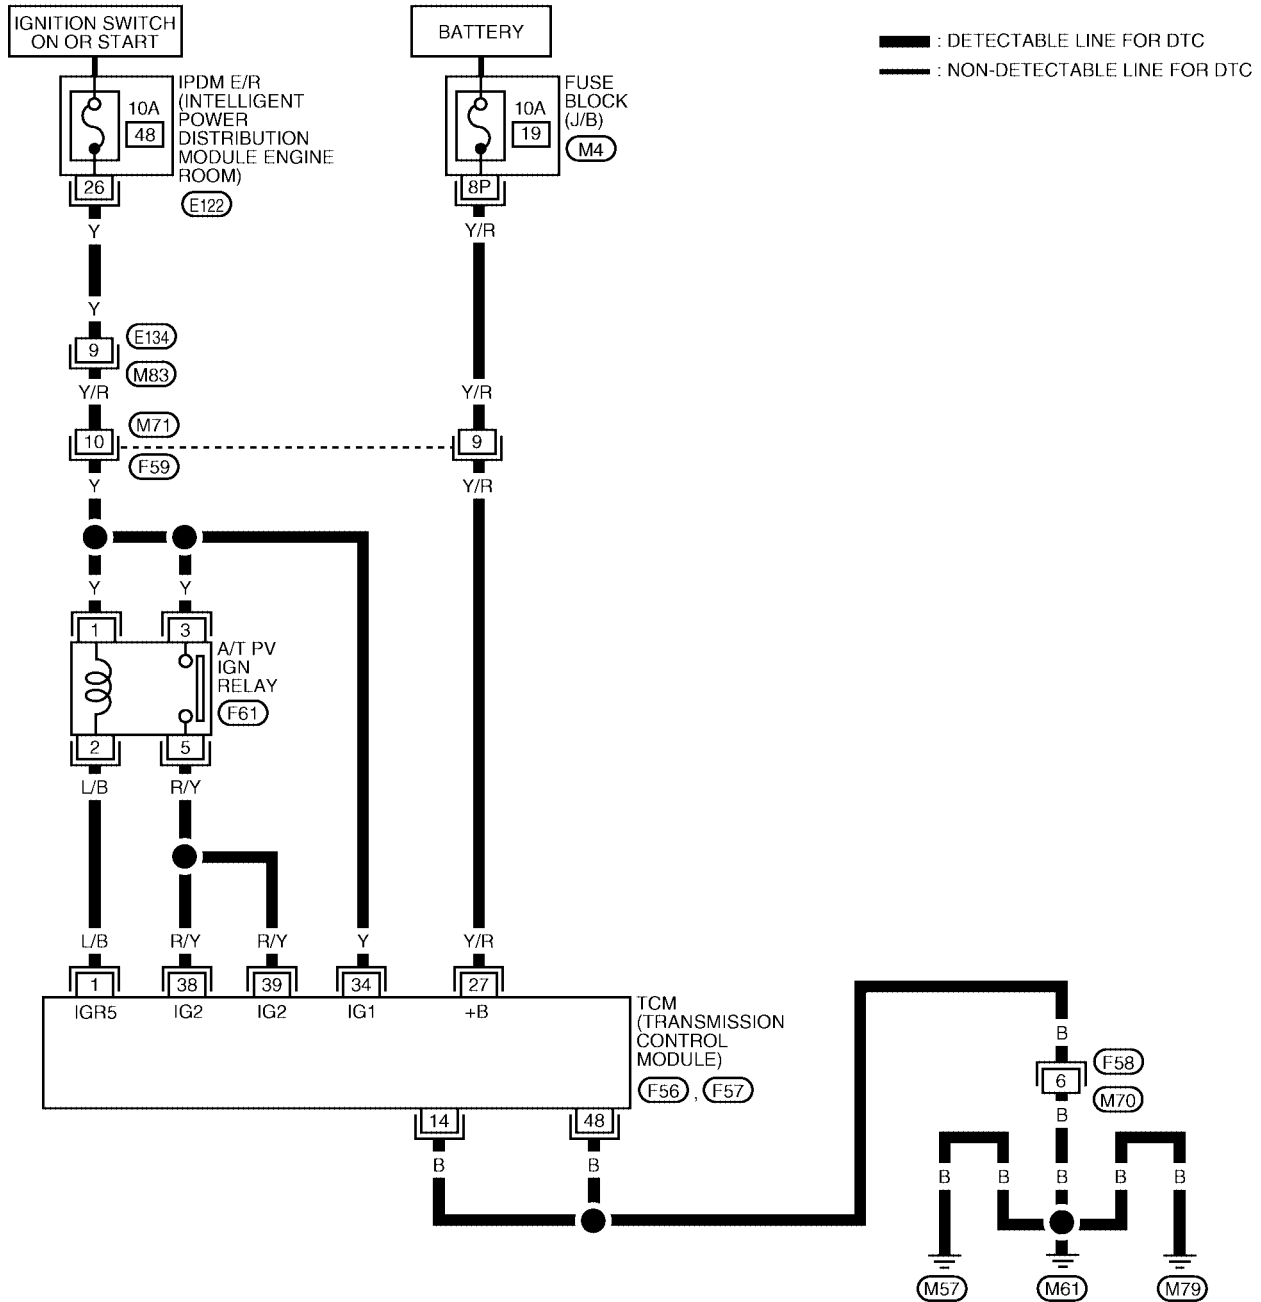 IGNITION SWITCH
ON OR START
BATTERY
: DETECTABLE LINE FOR DTC
: NON-DETECTABLE LINE FOR DTC
10A
48
IPDM E/R
(INTELLIGENT
POWER
DISTRIBUTION
MODULE ENGINE
ROOM)
E122
10A
19
FUSE
BLOCK
(J/B)
M4
26
8P
Y
Y/R
Y
9
E134
M83
Y/R
Y/R
10
M71
F59
9
Y
Y/R
Y
Y
1
3
A/T PV
IGN
RELAY
F61
2
5
L/B
R/Y
L/B
R/Y
R/Y
Y
Y/R
1
38
39
34
27
IGR5
IG2
IG2
IG1
+B
TCM
(TRANSMISSION
CONTROL
MODULE)
F56 , F57
14
48
B
B
B
6
F58
M70
B
B
B
B
B
B
M57
M61
M79